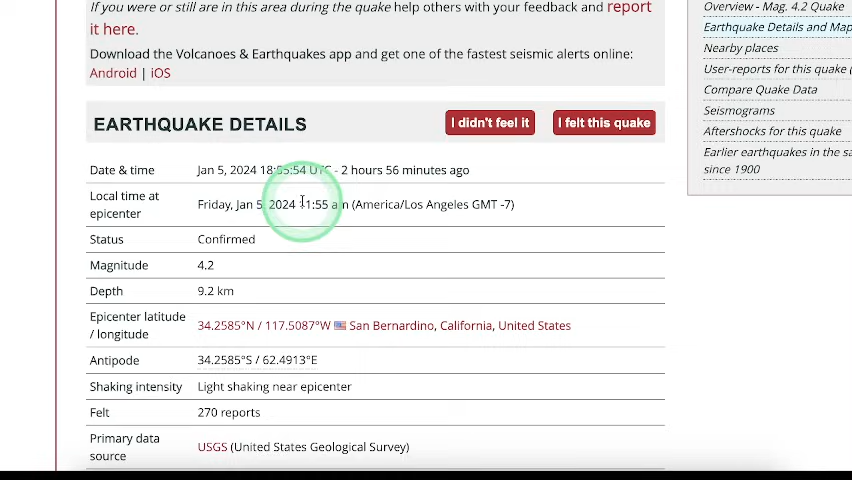 If you were or still are in this area during the quake help others with your feedback and report
it here.
Download the Volcanoes & Earthquakes app and get one of the fastest seismic alerts online:
Android | iOS
EARTHQUAKE DETAILS
I didn't feel it
I felt this quake
Date & time Jan 5, 2024 18:55:54 UTC - 2 hours 56 minutes ago
Local time at
epicenter
Friday, Jan 5, 2024 11:55 am (America/Los Angeles GMT -7)
Status Confirmed
Magnitude 4.2
Depth 9.2 km
Epicenter latitude
/ longitude
34.2585°N / 117.5087°W San Bernardino, California, United States
Antipode 34.2585°S / 62.4913°E
Shaking intensity Light shaking near epicenter
Felt 270 reports
Primary data
source
USGS (United States Geological Survey)
Overview - Mag. 4.2 Quake
Earthquake Details and Map
Nearby places
User-reports for this quake (
Compare Quake Data
Seismograms
Aftershocks for this quake
Earlier earthquakes in the sa
since 1900